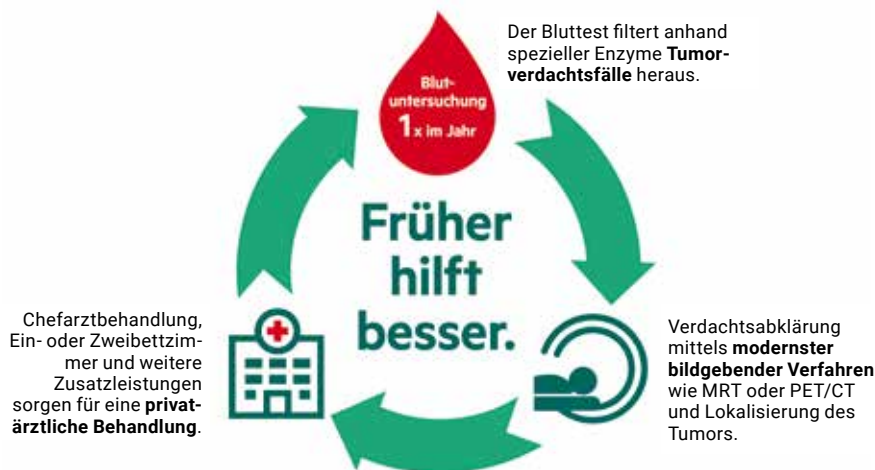 Der Bluttest filtert anhand
spezieller Enzyme Tumor-
verdachtsfälle heraus.
Blut-
untersuchung
1x im Jahr
Früher
hilft
besser.
Chefarztbehandlung,
Ein- oder Zweibettzim-
mer und weitere
Zusatzleistungen
sorgen für eine privat-
ärztliche Behandlung.
Verdachtsabklärung
mittels modernster
bildgebender Verfahren
wie MRT oder PET/CT
und Lokalisierung des
Tumors.